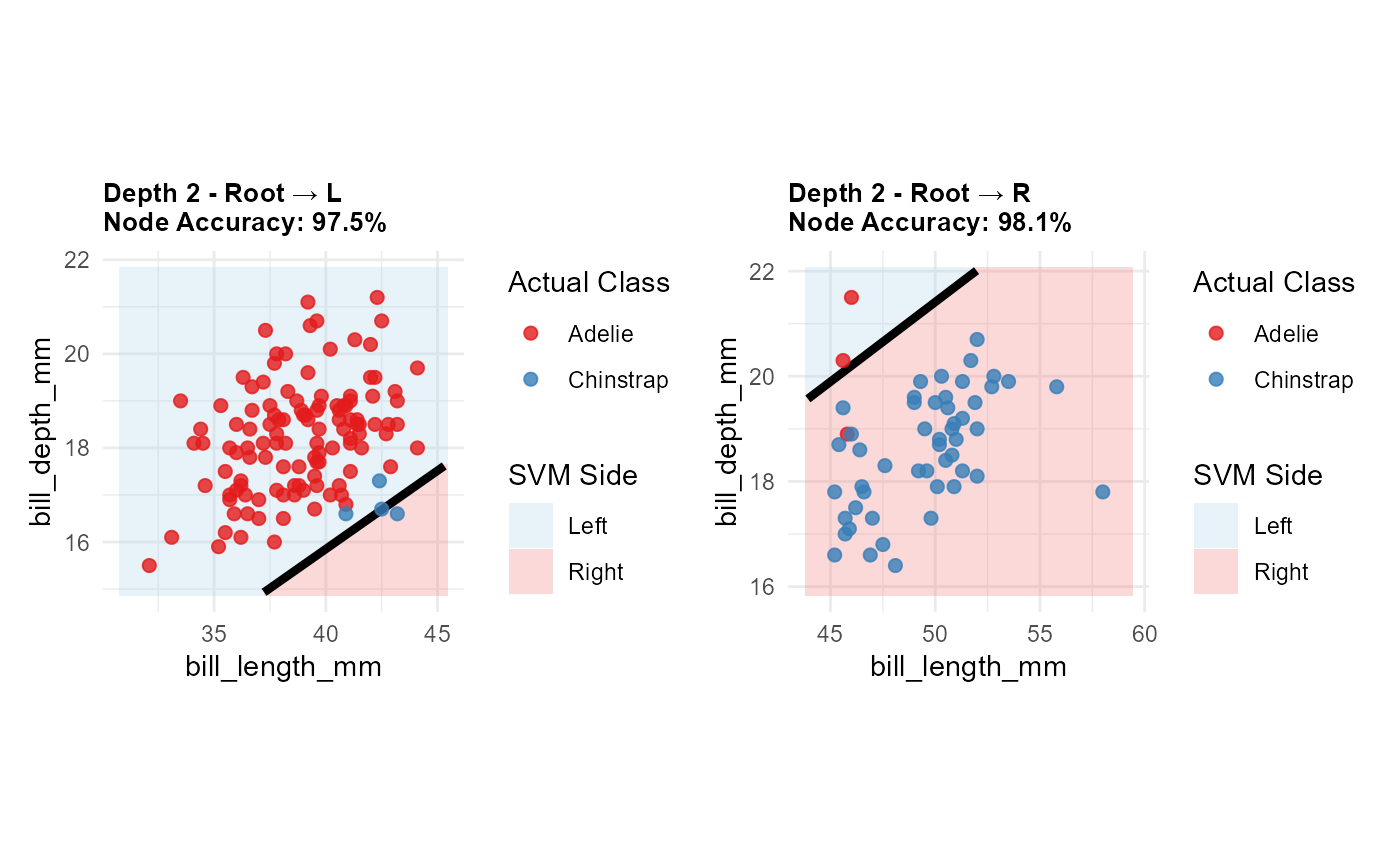 Depth 2 - Root → L
Node Accuracy: 97.5%
22
20
18
16
35
40
45
bill_length_mm
bill_depth_mm
Actual Class
Adelie
Chinstrap
SVM Side
Left
Right
Depth 2 - Root → R
Node Accuracy: 98.1%
22
20
18
16
45
50
55
60
bill_length_mm
bill_depth_mm
Actual Class
Adelie
Chinstrap
SVM Side
Left
Right